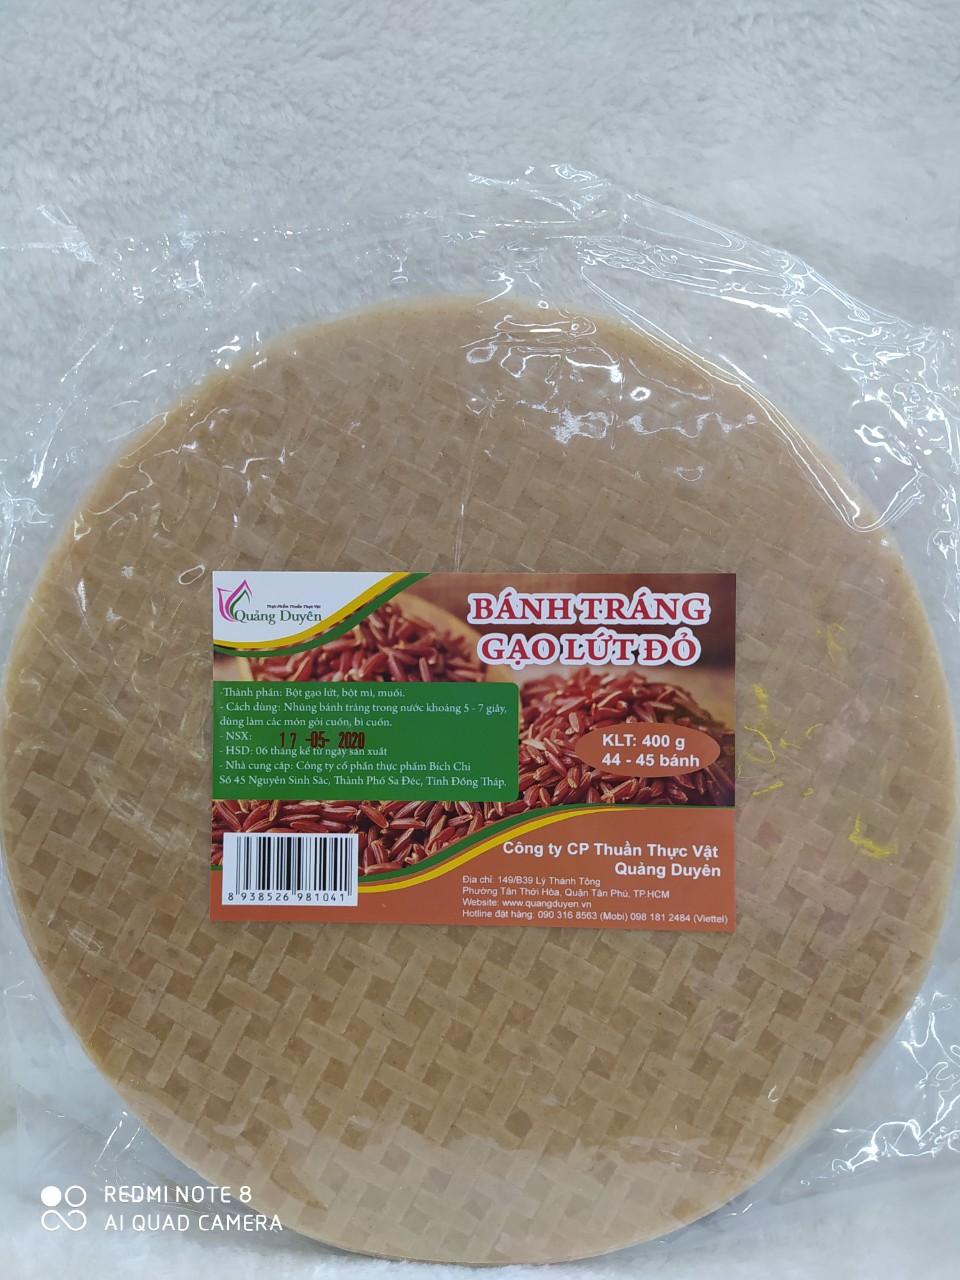 Thực Phẩm Thuần Thực Vật
Quảng Duyên
BÁNH TRÁNG
GẠO LỨT ĐỎ
-Thành phần: Bột gạo lứt, bột mì, muối.
- Cách dùng: Nhúng bánh tráng trong nước khoảng 5 - 7 giây,
dùng làm các món gỏi cuốn, bì cuốn.
- NSX: 17 -05- 2020
- HSD: 06 tháng kể từ ngày sản xuất
- Nhà cung cấp: Công ty cổ phần thực phẩm Bích Chi
Số 45 Nguyễn Sinh Sắc, Thành Phố Sa Đéc, Tỉnh Đồng Tháp.
KLT: 400 g
44 - 45 bánh
8 938526 981041
Công ty CP Thuần Thực Vật
Quảng Duyên
Địa chỉ: 149/B39 Lý Thánh Tông
Phường Tân Thới Hòa, Quận Tân Phú, TP.HCM
Website: www.quangduyen.vn
Hotline đặt hàng: 090 316 8563 (Mobi) 098 181 2484 (Viettel)
REDMI NOTE 8
AI QUAD CAMERA